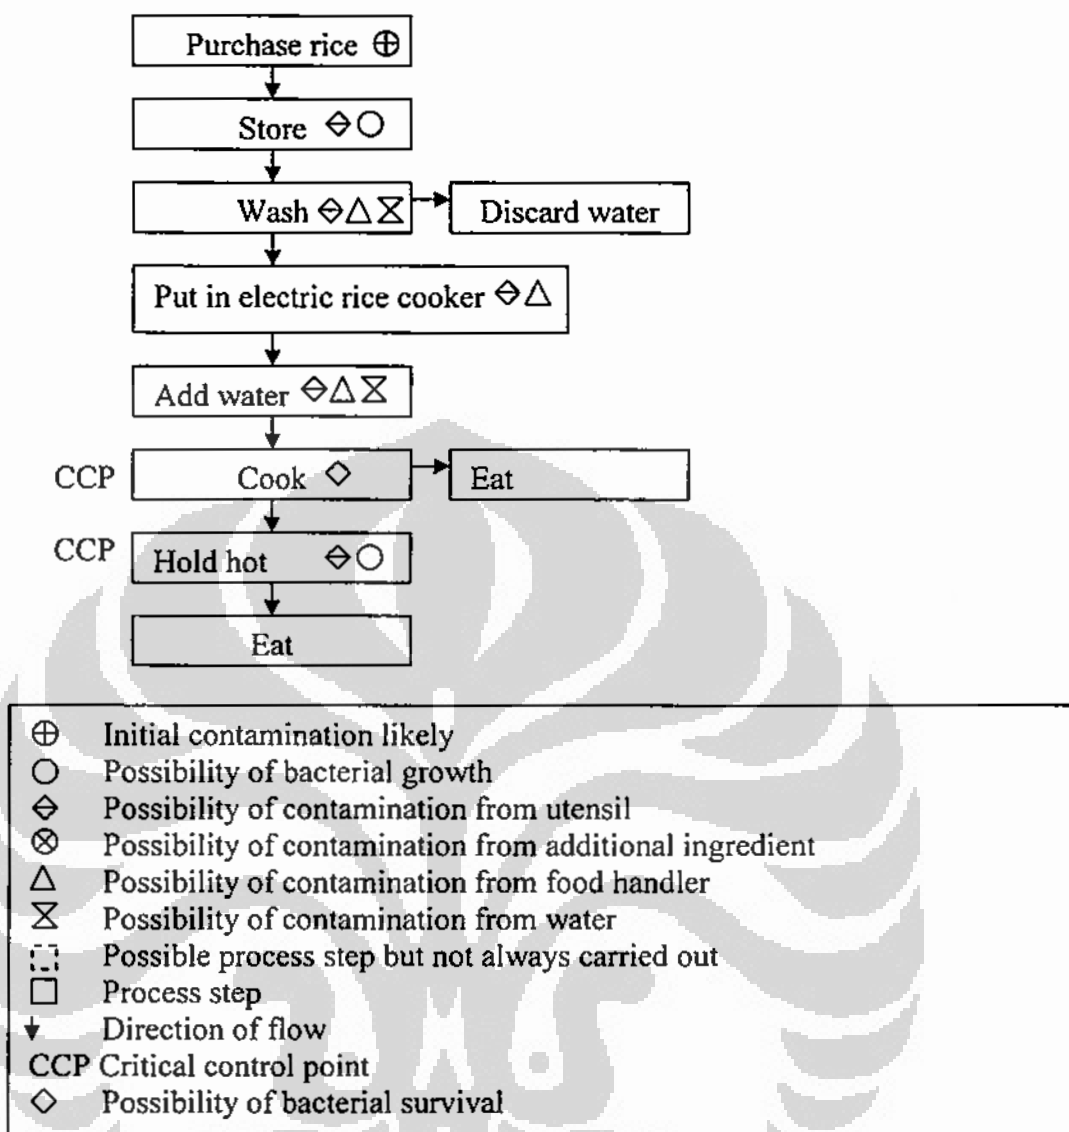 Purchase rice
Store
Wash
Discard water
Put in electric rice cooker
Add water
CCP
Cook
Eat
CCP
Hold hot
Eat
Initial contamination likely
Possibility of bacterial growth
Possibility of contamination from utensil
Possibility of contamination from additional ingredient
Possibility of contamination from food handler
Possibility of contamination from water
Possible process step but not always carried out
Process step
Direction of flow
CCP Critical control point
Possibility of bacterial survival